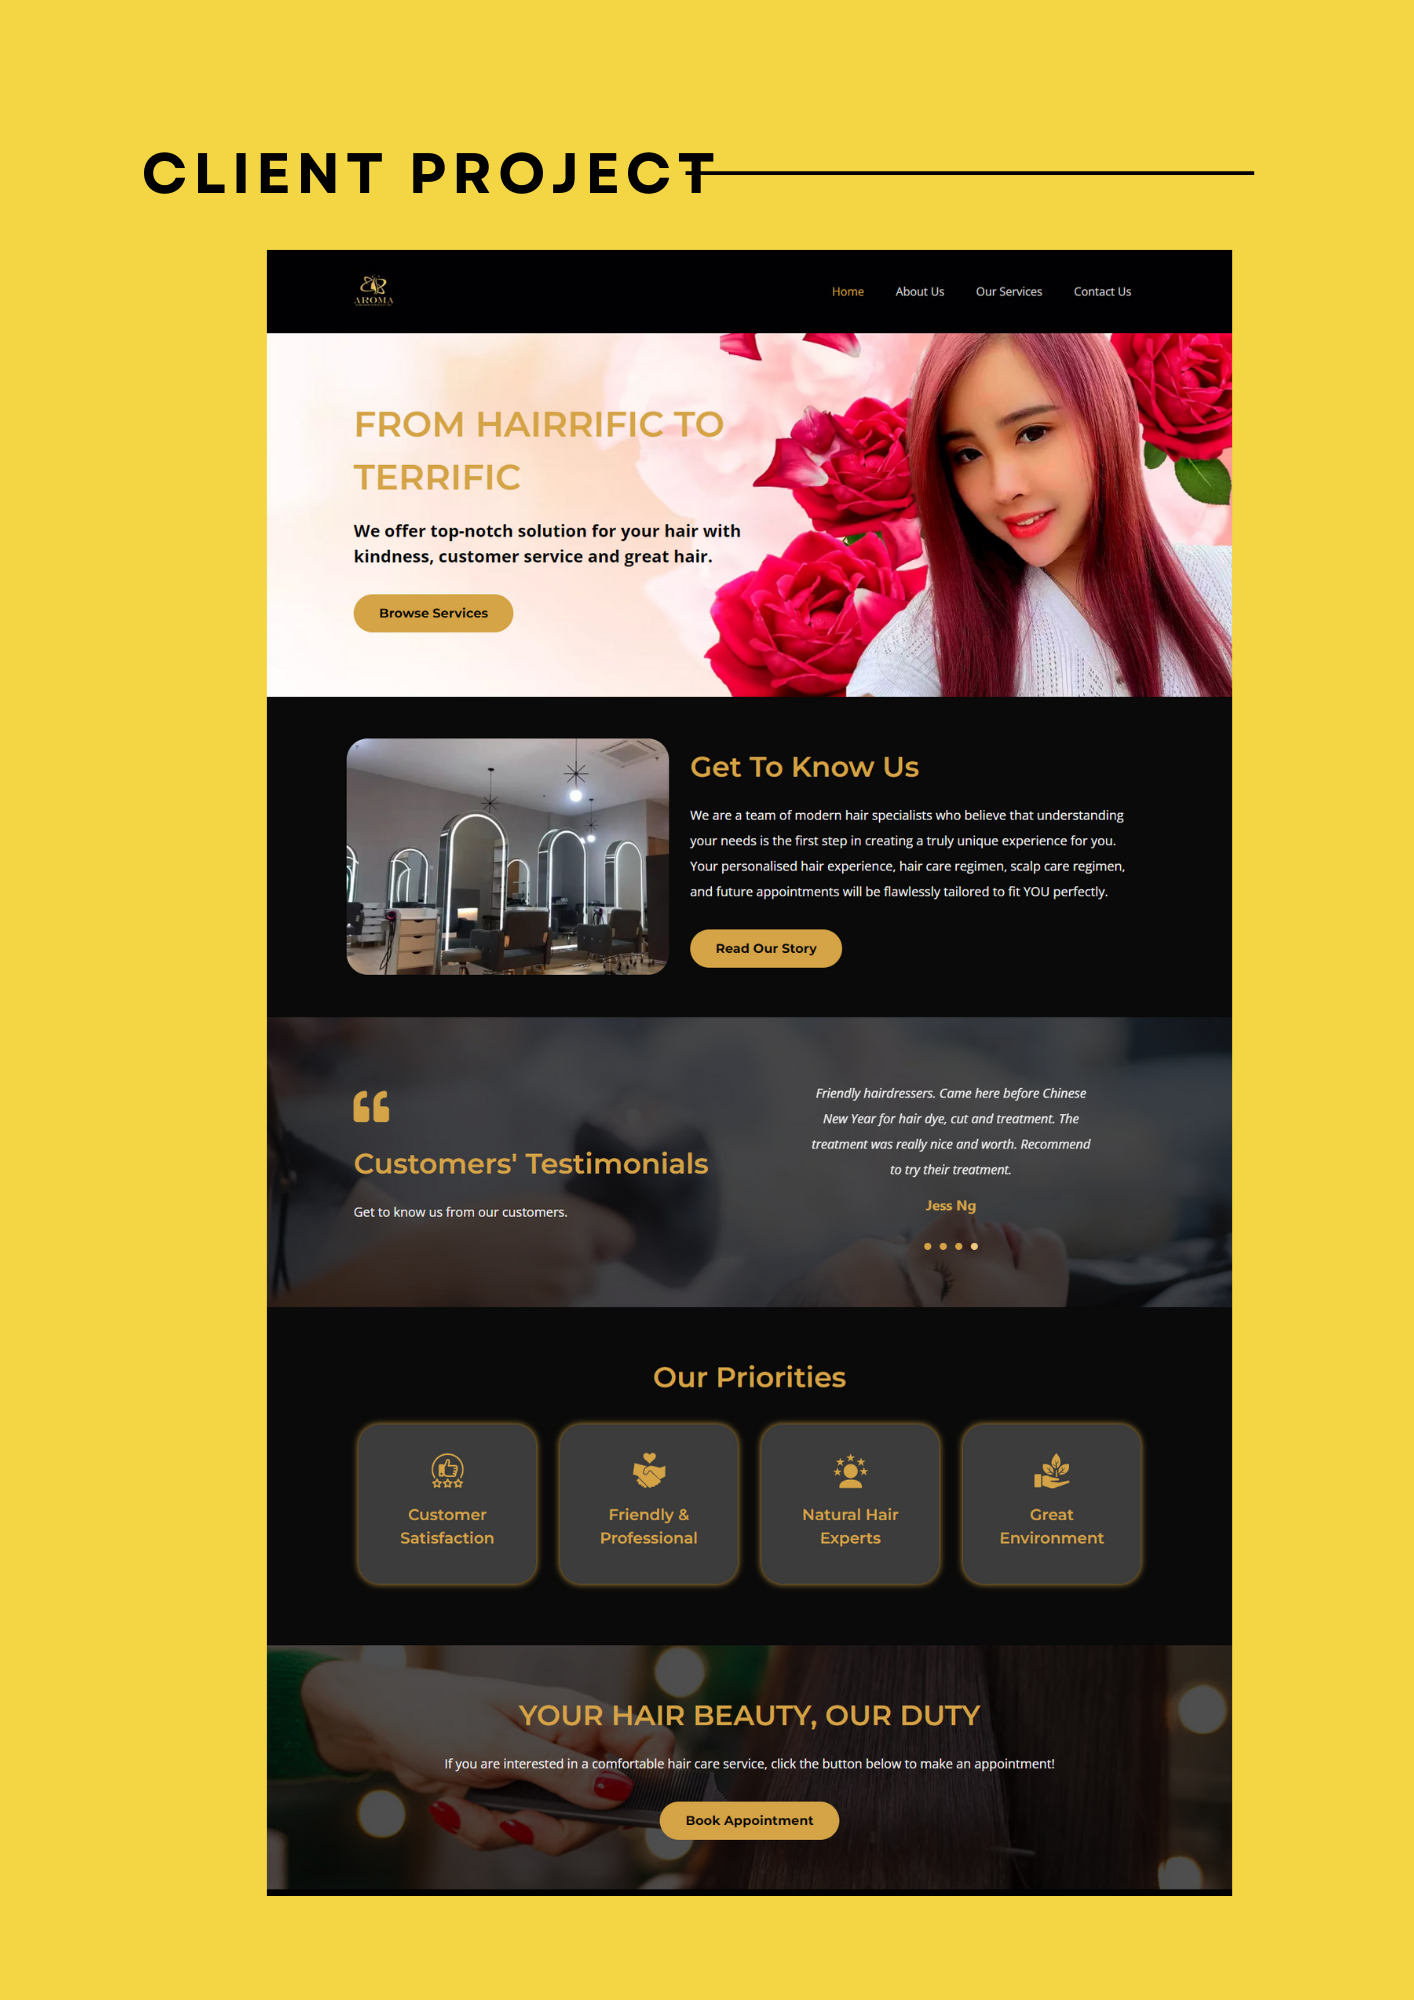 CLIENT PROJECT
AROMA
Home About Us Our Services Contact Us
FROM HAIRRIFIC TO
TERRIFIC
We offer top-notch solution for your hair with
kindness, customer service and great hair.
Browse Services
Get To Know Us
We are a team of modern hair specialists who believe that understanding
your needs is the first step in creating a truly unique experience for you.
Your personalised hair experience, hair care regimen, scalp care regimen,
and future appointments will be flawlessly tailored to fit YOU perfectly.
Read Our Story
“
Customers' Testimonials
Get to know us from our customers.
Friendly hairdressers. Came here before Chinese
New Year for hair dye, cut and treatment. The
treatment was really nice and worth. Recommend
to try their treatment.
Jess Ng
Our Priorities
Customer
Satisfaction
Friendly &
Professional
Natural Hair
Experts
Great
Environment
YOUR HAIR BEAUTY, OUR DUTY
If you are interested in a comfortable hair care service, click the button below to make an appointment!
Book Appointment